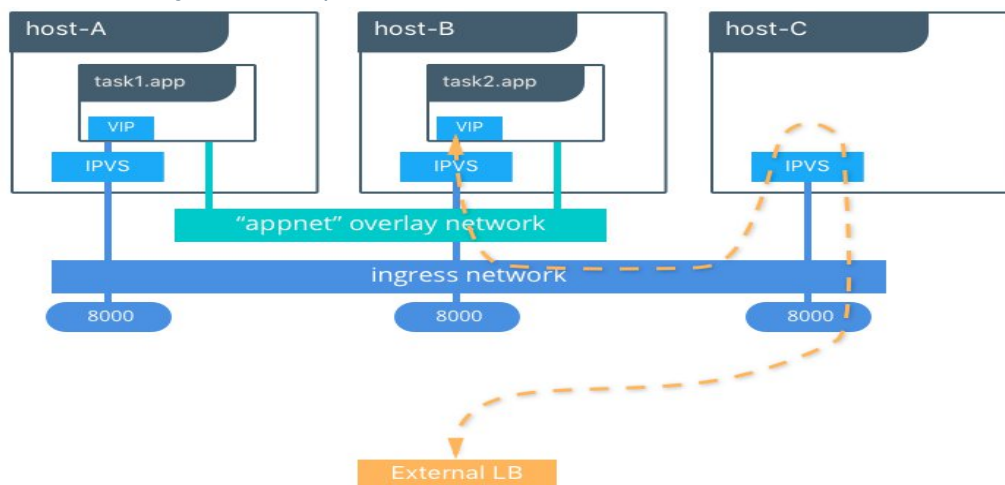 host-A
host-B
host-C
task1.app
task2.app
VIP
VIP
IPVS
IPVS
IPVS
“appnet” overlay network
ingress network
8000
8000
8000
External LB